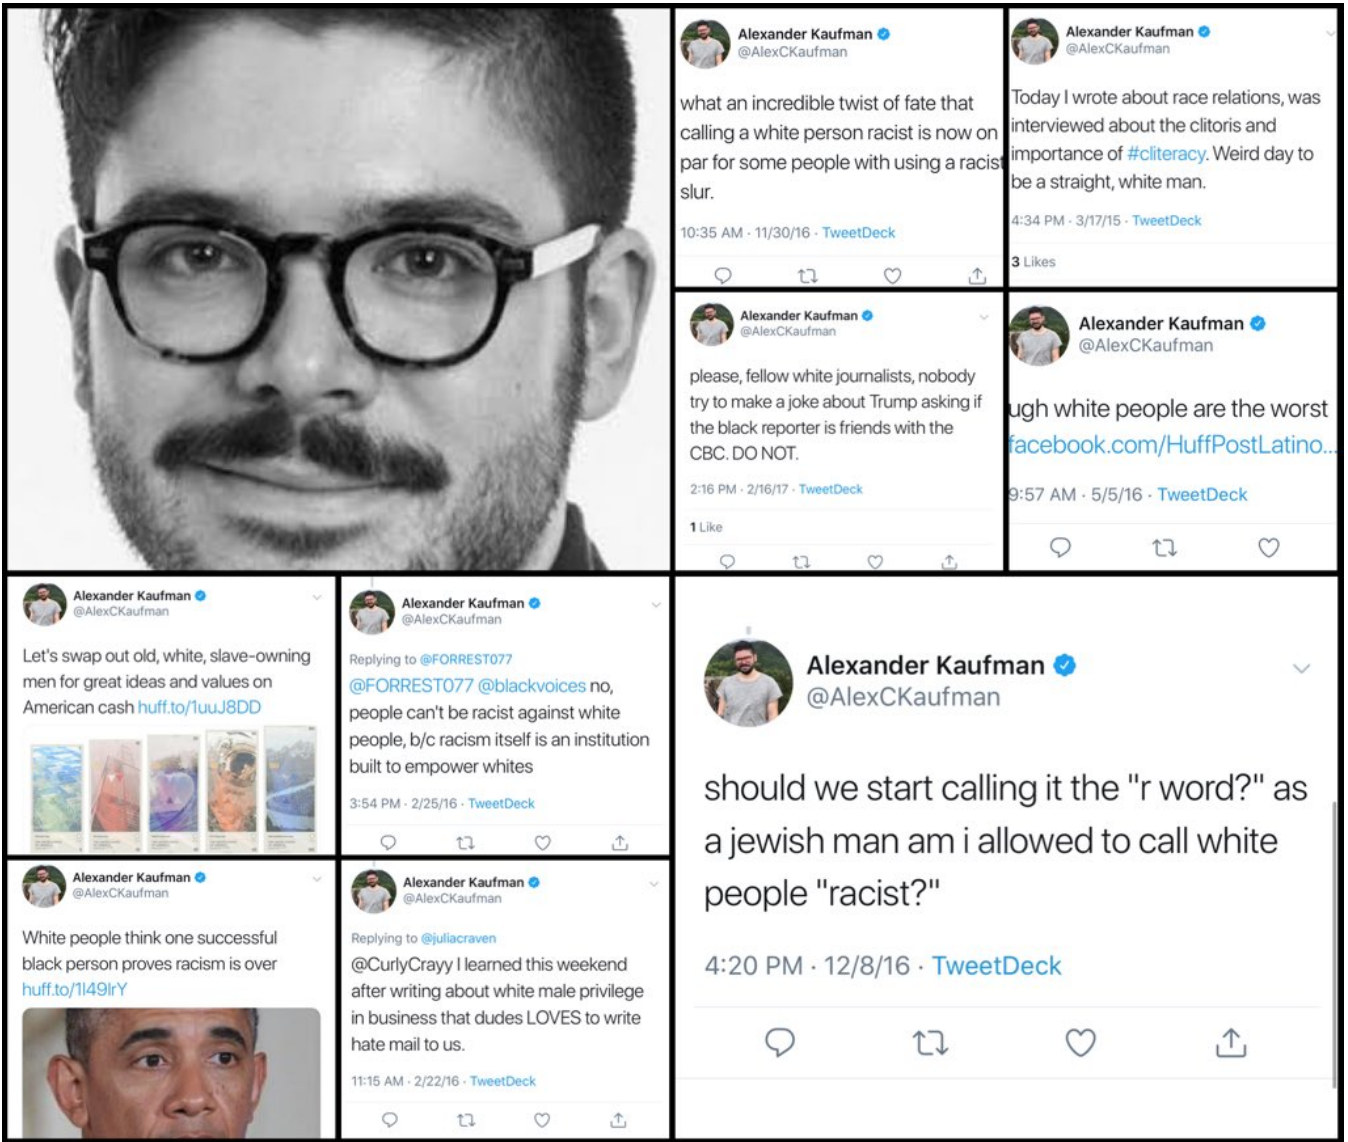 Alexander Kaufman
@AlexCKaufman
what an incredible twist of fate that
calling a white person racist is now on
par for some people with using a racist
slur.
10:35 AM · 11/30/16 · TweetDeck
Alexander Kaufman
@AlexCKaufman
Today I wrote about race relations, was
interviewed about the clitoris and
importance of #cliteracy. Weird day to
be a straight, white man.
4:34 PM · 3/17/15 · TweetDeck
3 Likes
Alexander Kaufman
@AlexCKaufman
please, fellow white journalists, nobody
try to make a joke about Trump asking if
the black reporter is friends with the
CBC. DO NOT.
2:16 PM · 2/16/17 · TweetDeck
1 Like
Alexander Kaufman
@AlexCKaufman
ugh white people are the worst
facebook.com/HuffPostLatino...
9:57 AM · 5/5/16 · TweetDeck
Alexander Kaufman
@AlexCKaufman
Let's swap out old, white, slave-owning
men for great ideas and values on
American cash huff.to/1uuJ8DD
Alexander Kaufman
@AlexCKaufman
Replying to @FORREST077
@FORREST077 @blackvoices no,
people can't be racist against white
people, b/c racism itself is an institution
built to empower whites
3:54 PM · 2/25/16 · TweetDeck
Alexander Kaufman
@AlexCKaufman
should we start calling it the "r word?" as
a jewish man am i allowed to call white
people "racist?"
4:20 PM · 12/8/16 · TweetDeck
Alexander Kaufman
@AlexCKaufman
White people think one successful
black person proves racism is over
huff.to/1I49IrY
Alexander Kaufman
@AlexCKaufman
Replying to @juliacraven
@CurlyCrayy I learned this weekend
after writing about white male privilege
in business that dudes LOVES to write
hate mail to us.
11:15 AM · 2/22/16 · TweetDeck